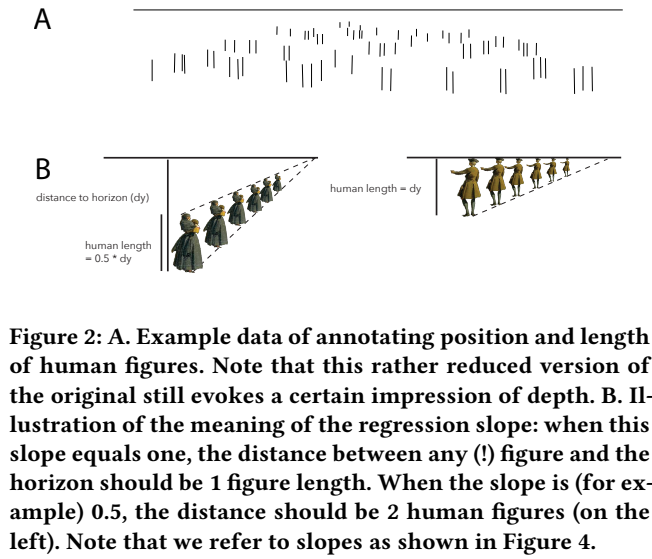 A
B
distance to horizon (dy)
human length
= 0.5 * dy
human length = dy
Figure 2: A. Example data of annotating position and length
of human figures. Note that this rather reduced version of
the original still evokes a certain impression of depth. B. Il-
lustration of the meaning of the regression slope: when this
slope equals one, the distance between any (!) figure and the
horizon should be 1 figure length. When the slope is (for ex-
ample) 0.5, the distance should be 2 human figures (on the
left). Note that we refer to slopes as shown in Figure 4.